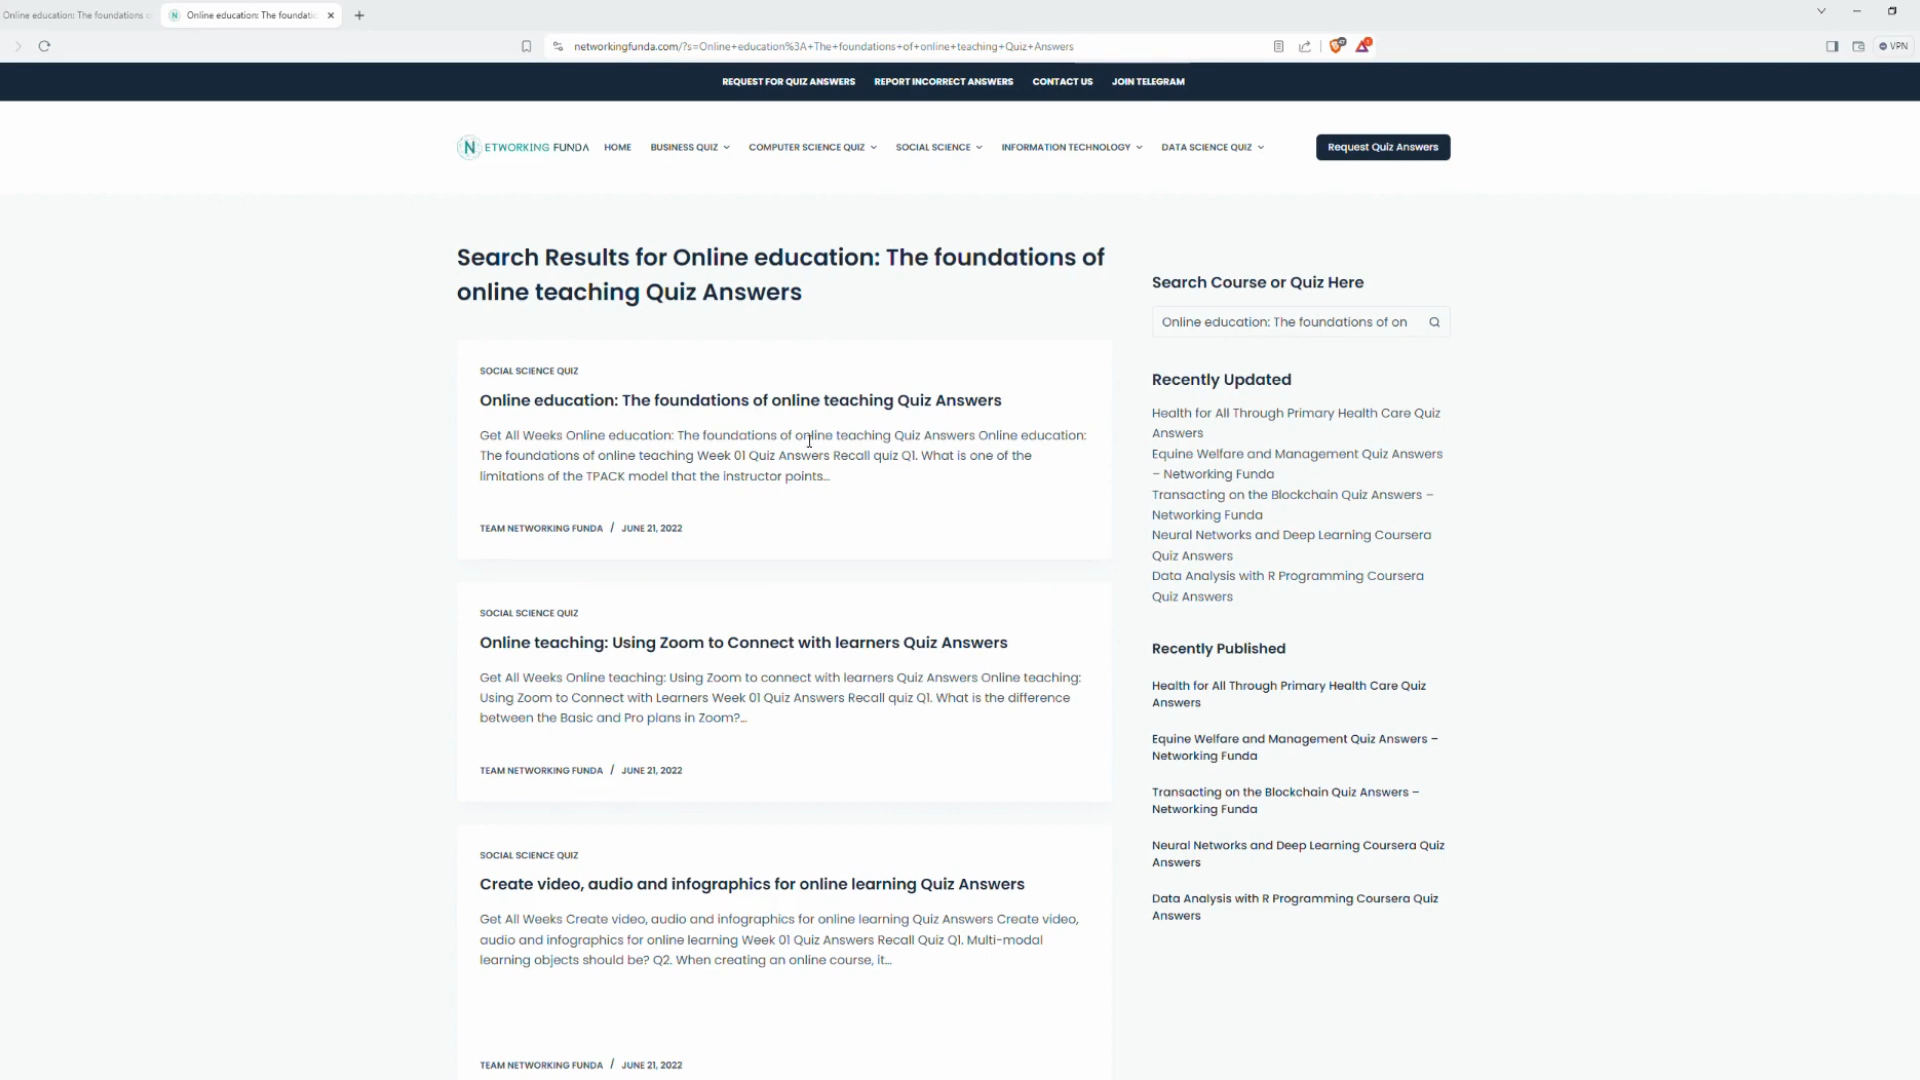 Online education: The foundations o
Online education: The foundatio
networkingfunda.com/?s=Online+education%3A+The+foundations+of+online+teaching+Quiz+Answers
VPN
REQUEST FOR QUIZ ANSWERS REPORT INCORRECT ANSWERS CONTACT US JOIN TELEGRAM
NETWORKING FUNDA HOME BUSINESS QUIZ COMPUTER SCIENCE QUIZ SOCIAL SCIENCE INFORMATION TECHNOLOGY DATA SCIENCE QUIZ Request Quiz Answers
Search Results for Online education: The foundations of
online teaching Quiz Answers
SOCIAL SCIENCE QUIZ
Online education: The foundations of online teaching Quiz Answers
Get All Weeks Online education: The foundations of online teaching Quiz Answers Online education:
The foundations of online teaching Week 01 Quiz Answers Recall quiz Q1. What is one of the
limitations of the TPACK model that the instructor points...
TEAM NETWORKING FUNDA / JUNE 21, 2022
SOCIAL SCIENCE QUIZ
Online teaching: Using Zoom to Connect with learners Quiz Answers
Get All Weeks Online teaching: Using Zoom to connect with learners Quiz Answers Online teaching:
Using Zoom to Connect with Learners Week 01 Quiz Answers Recall quiz Q1. What is the difference
between the Basic and Pro plans in Zoom?...
TEAM NETWORKING FUNDA / JUNE 21, 2022
SOCIAL SCIENCE QUIZ
Create video, audio and infographics for online learning Quiz Answers
Get All Weeks Create video, audio and infographics for online learning Quiz Answers Create video,
audio and infographics for online learning Week 01 Quiz Answers Recall Quiz Q1. Multi-modal
learning objects should be? Q2. When creating an online course, it...
TEAM NETWORKING FUNDA / JUNE 21, 2022
Search Course or Quiz Here
Online education: The foundations of on
Recently Updated
Health for All Through Primary Health Care Quiz
Answers
Equine Welfare and Management Quiz Answers
– Networking Funda
Transacting on the Blockchain Quiz Answers –
Networking Funda
Neural Networks and Deep Learning Coursera
Quiz Answers
Data Analysis with R Programming Coursera
Quiz Answers
Recently Published
Health for All Through Primary Health Care Quiz
Answers
Equine Welfare and Management Quiz Answers –
Networking Funda
Transacting on the Blockchain Quiz Answers –
Networking Funda
Neural Networks and Deep Learning Coursera Quiz
Answers
Data Analysis with R Programming Coursera Quiz
Answers